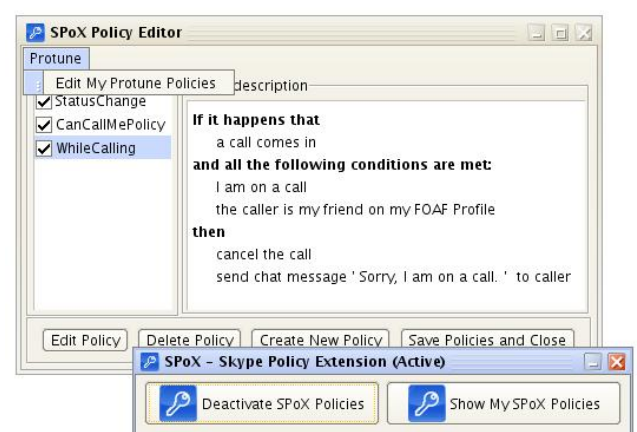 SPoX Policy Editor
Protune
Edit My Protune Policies
description
StatusChange
CanCallMePolicy
WhileCalling
If it happens that
a call comes in
and all the following conditions are met:
I am on a call
the caller is my friend on my FOAF Profile
then
cancel the call
send chat message ' Sorry, I am on a call. ' to caller
Edit Policy
Delete Policy
Create New Policy
Save Policies and Close
SPoX - Skype Policy Extension (Active)
Deactivate SPoX Policies
Show My SPoX Policies